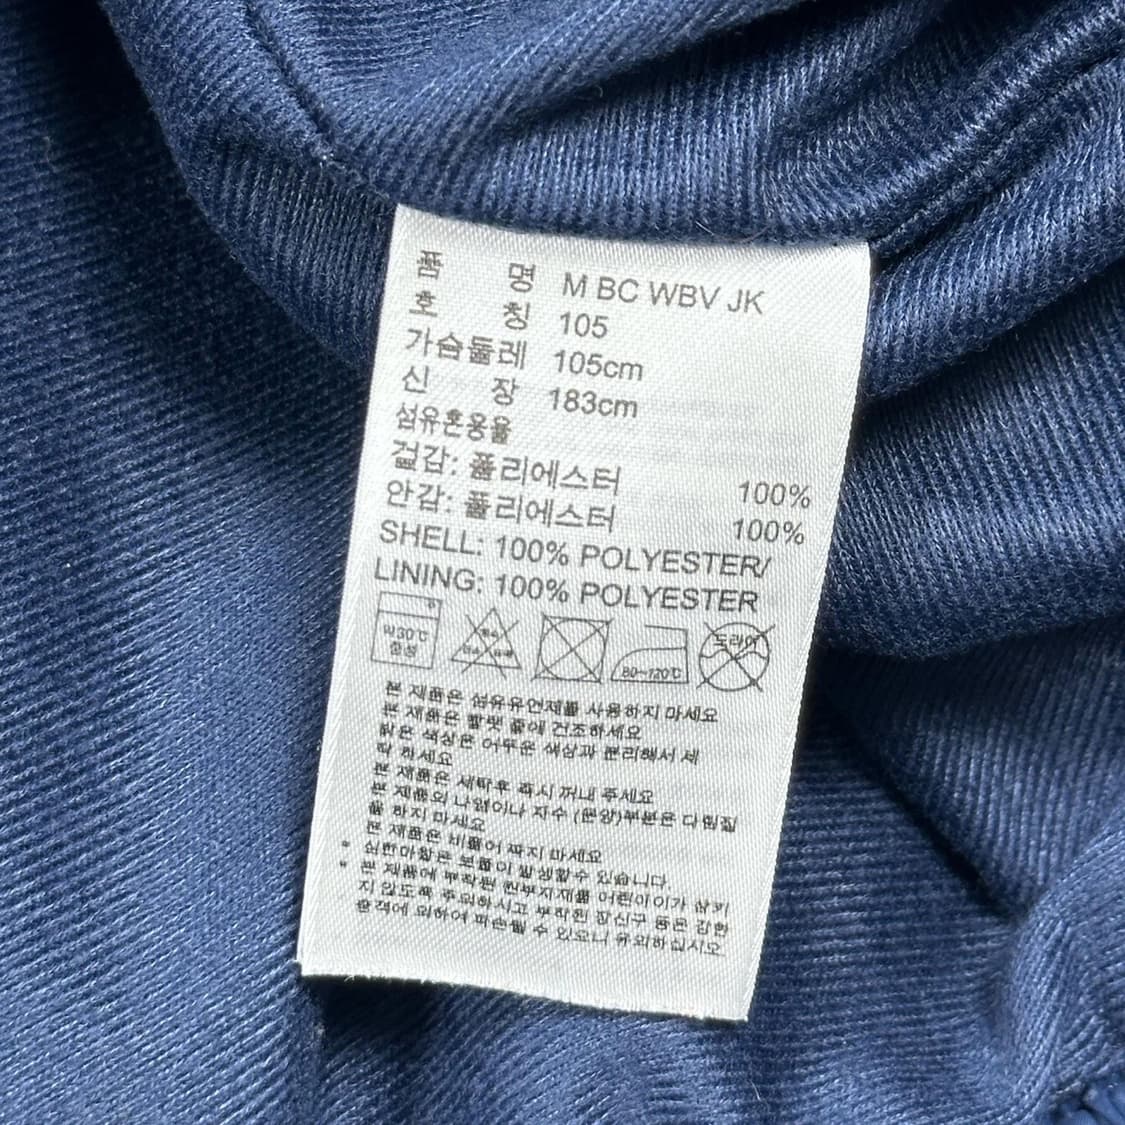 품 명 M BC WBV JK
호 칭 105
가슴둘레 105cm
신 장 183cm
섬유혼용율
겉감: 폴리에스터 100%
안감: 폴리에스터 100%
SHELL: 100% POLYESTER/
LINING: 100% POLYESTER
약30℃
중성
80~120℃
드라이
본 제품은 섬유유연제를 사용하지 마세요
본 제품은 햇볕 줄에 건조하세요
밝은 색상은 어두운 색상과 분리해서 세
탁 하세요
본 제품은 세탁후 즉시 꺼내 주세요
본 제품의 나염이나 자수 (문양)부분은 다림질
을 하지 마세요
본 제품은 비틀어 짜지 마세요
* 심한마찰은 보풀이 발생할수 있습니다.
* 본 제품에 부착된 원부자재를 어린아이가 삼키
지 않도록 주의하시고 부착된 장신구 등은 강한
충격에 의하여 파손될 수 있으니 유의하십시오